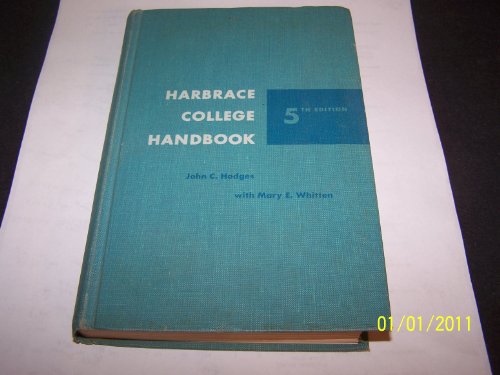 HARBRACE
COLLEGE
HANDBOOK
5TH EDITION
John C. Hodges
with Mary E. Whitten
01/01/2011